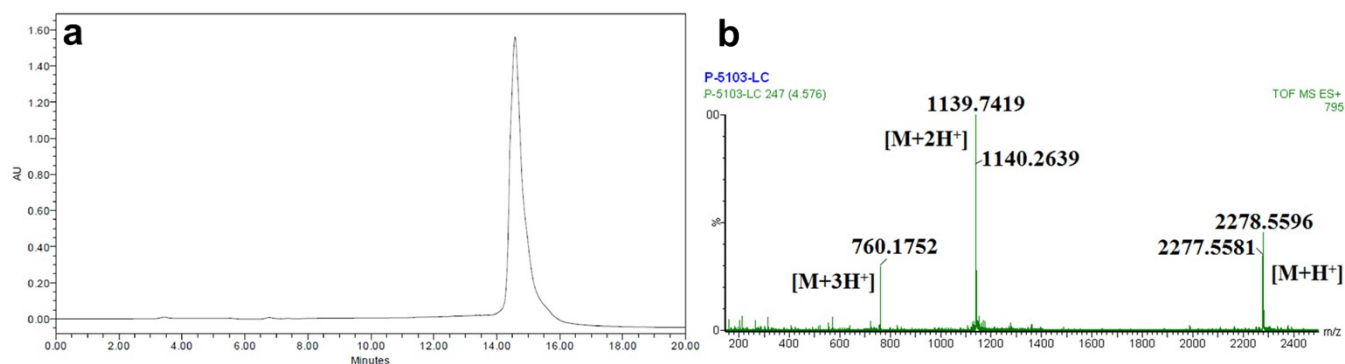 a
1.60
1.40
1.20
1.00
0.80
0.60
0.40
0.20
0.00
AU
0.00 2.00 4.00 6.00 8.00 10.00 12.00 14.00 16.00 18.00 20.00
Minutes
b
P-5103-LC
P-5103-LC 247 (4.576)
TOF MS ES+
795
00
%
0
1139.7419
[M+2H⁺]
1140.2639
760.1752
[M+3H⁺]
2278.5596
2277.5581
[M+H⁺]
200 400 600 800 1000 1200 1400 1600 1800 2000 2200 2400 m/z